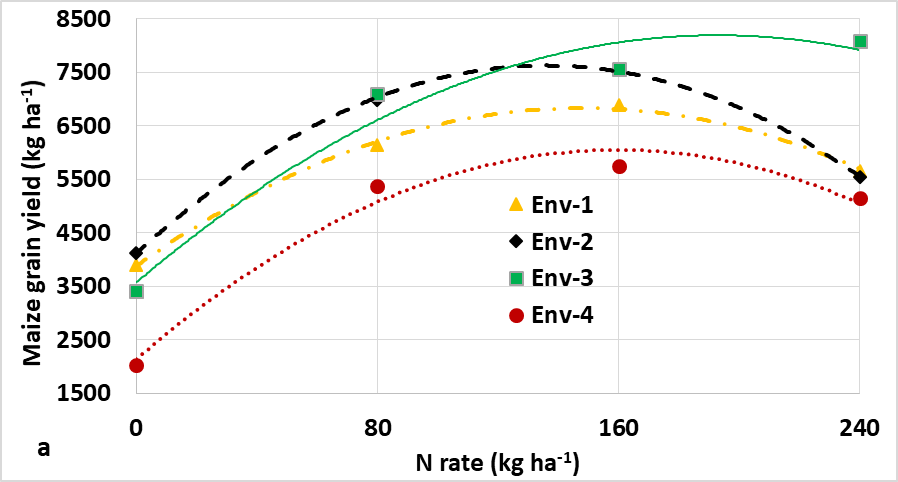 Maize grain yield (kg ha-1)
8500
7500
6500
5500
4500
3500
2500
1500
Env-1
Env-2
Env-3
Env-4
0 80 160 240
N rate (kg ha-1)
a